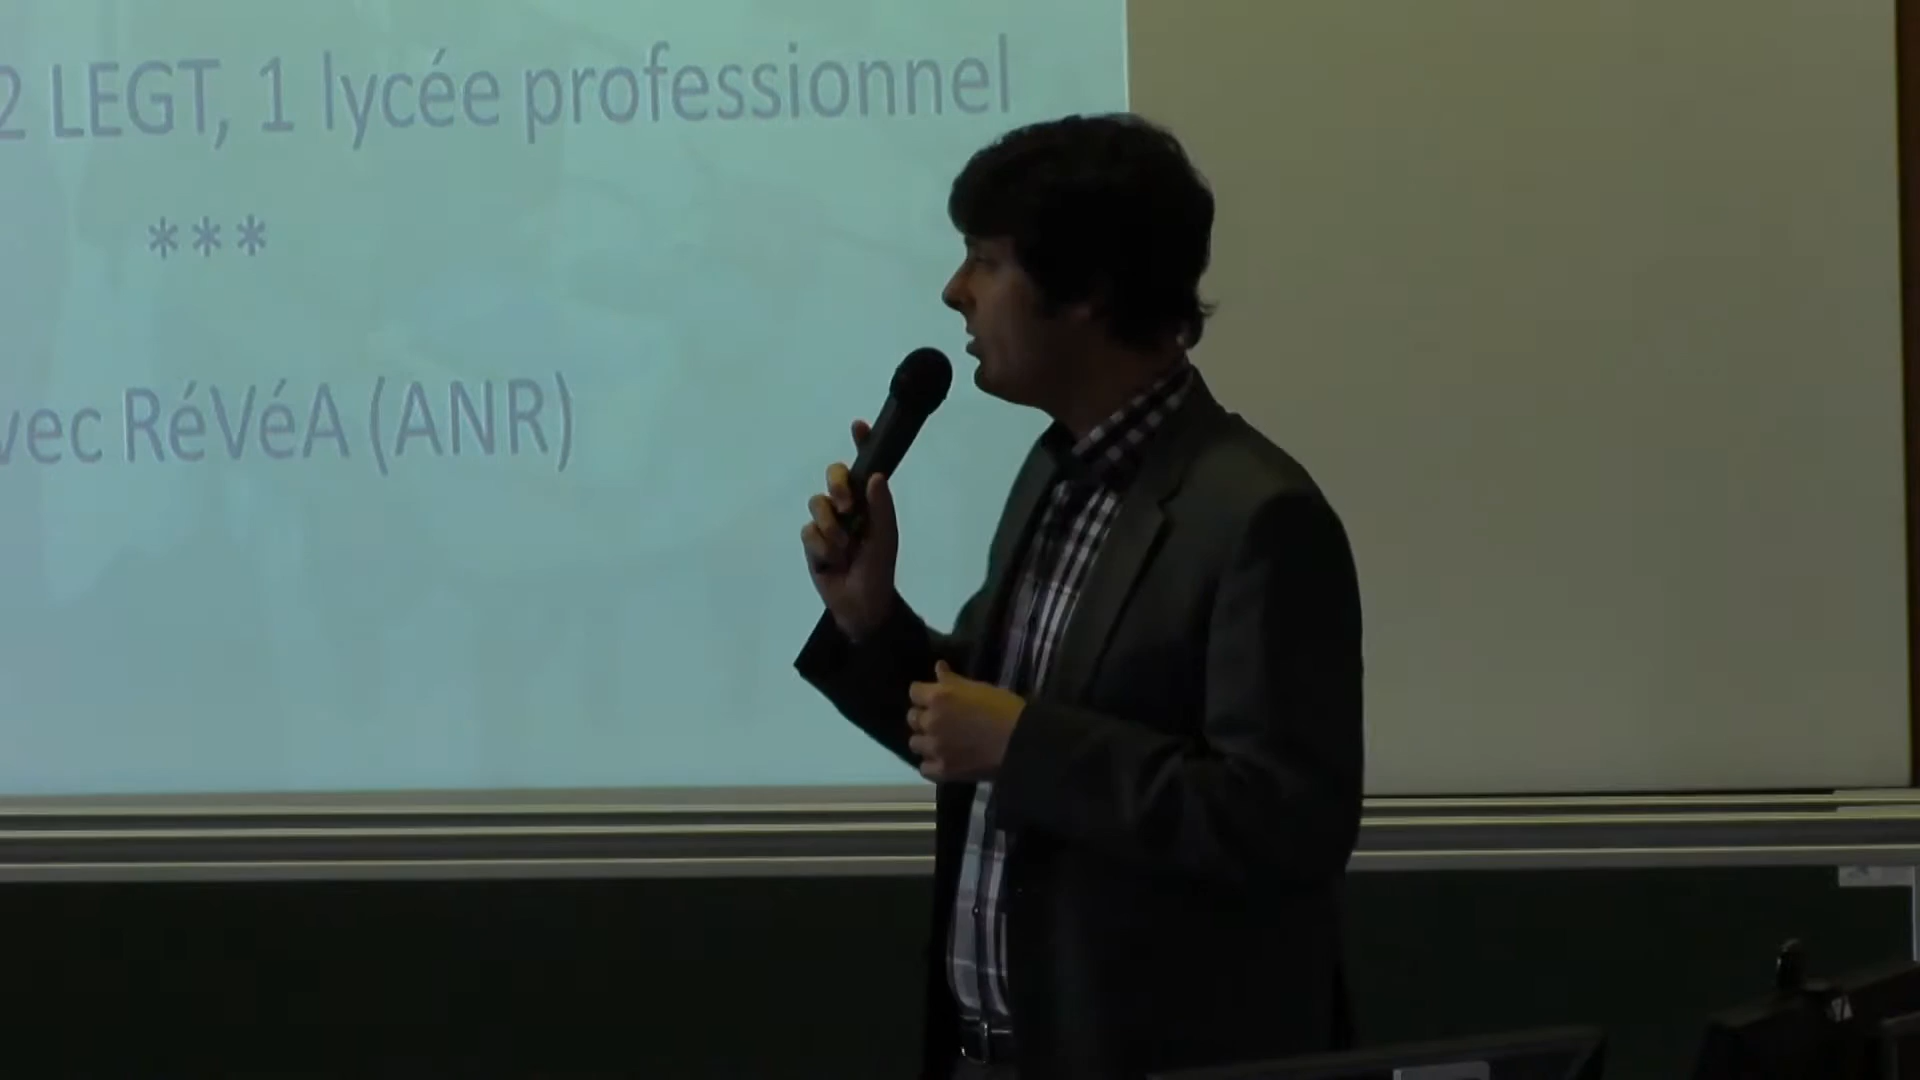 2 LEGT, 1 lycée professionnel
***
vec RéVéA (ANR)